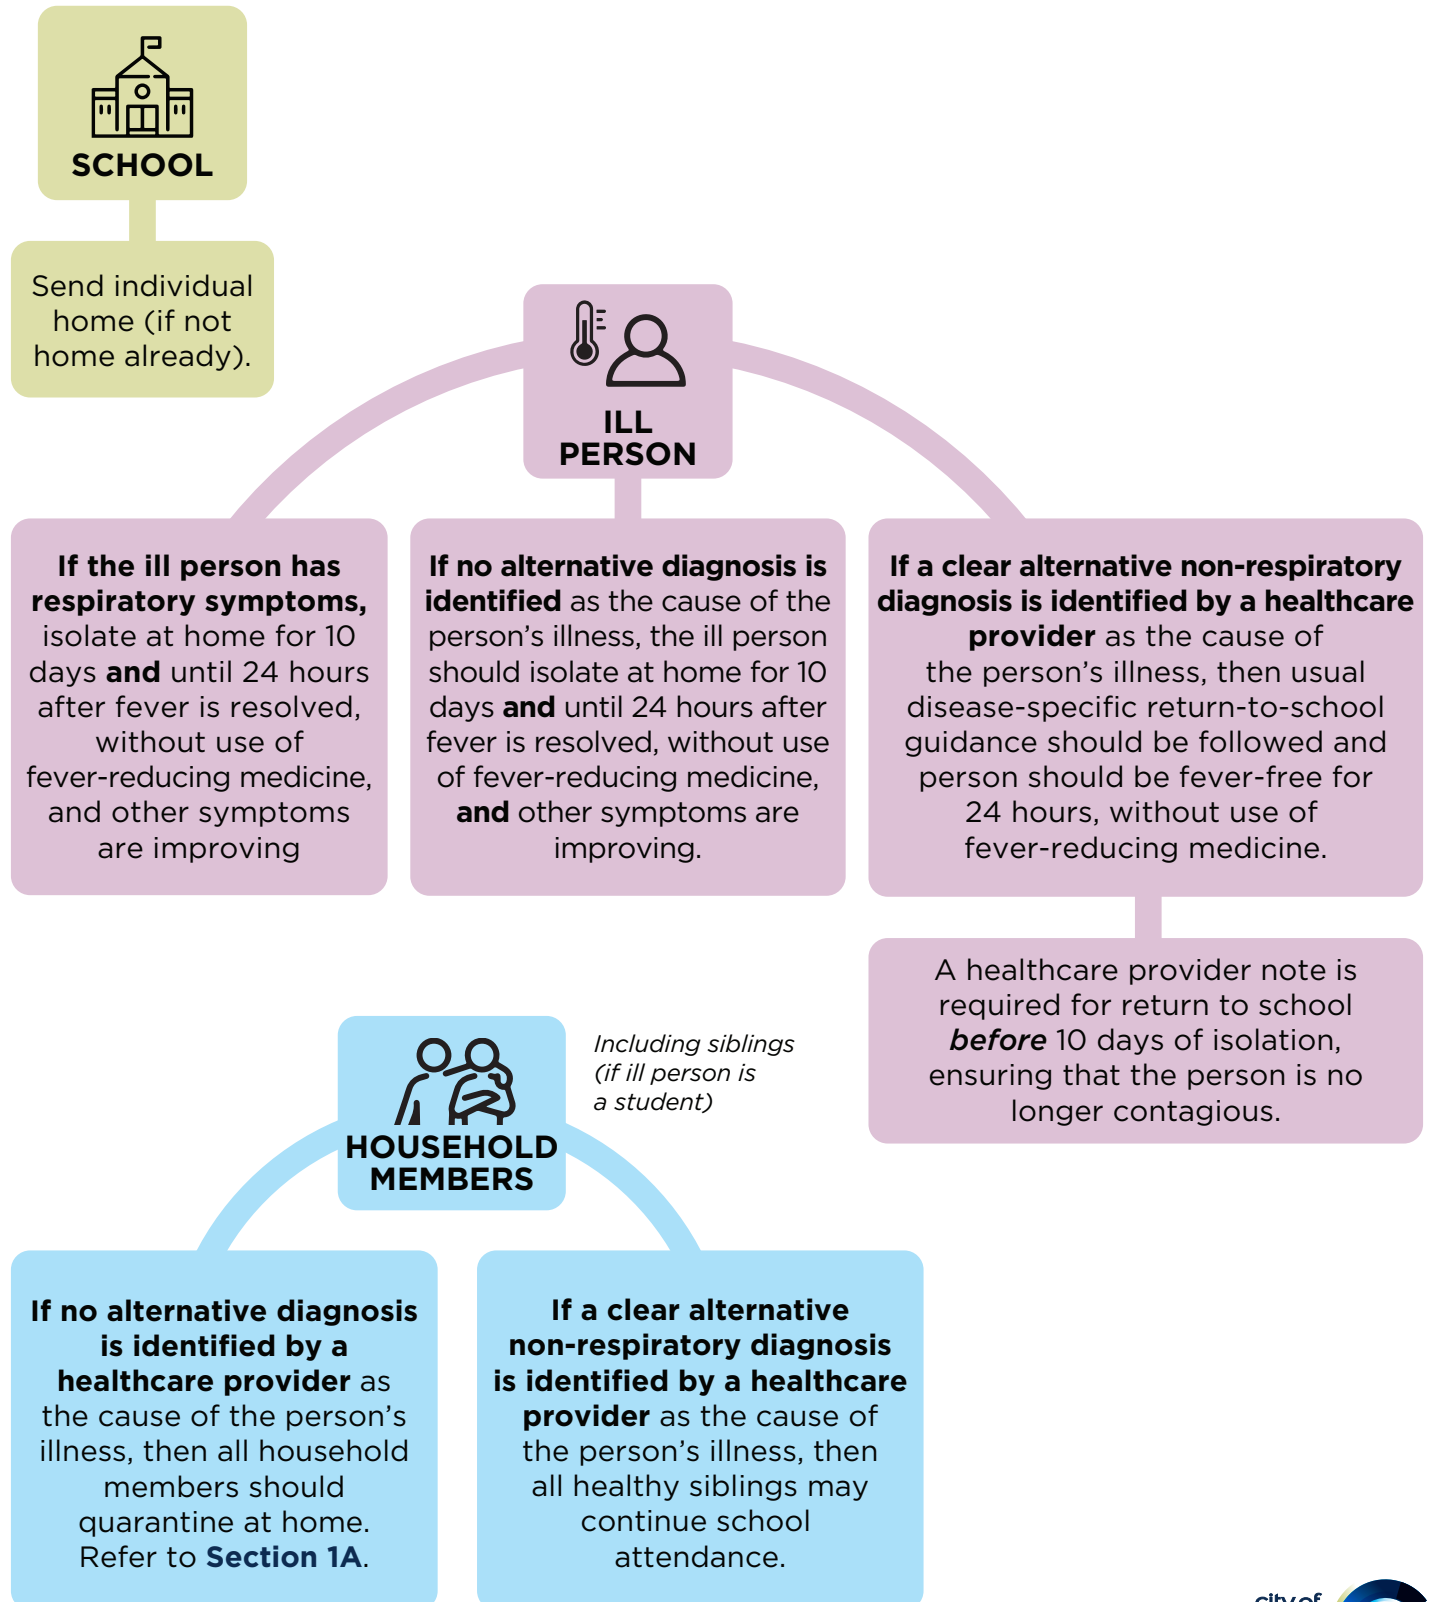 SCHOOL
Send individual
home (if not
home already).
ILL
PERSON
If the ill person has
respiratory symptoms,
isolate at home for 10
days and until 24 hours
after fever is resolved,
without use of
fever-reducing medicine,
and other symptoms
are improving
If no alternative diagnosis is
identified as the cause of the
person’s illness, the ill person
should isolate at home for 10
days and until 24 hours after
fever is resolved, without use
of fever-reducing medicine,
and other symptoms are
improving.
If a clear alternative non-respiratory
diagnosis is identified by a healthcare
provider as the cause of
the person’s illness, then usual
disease-specific return-to-school
guidance should be followed and
person should be fever-free for
24 hours, without use of
fever-reducing medicine.
A healthcare provider note is
required for return to school
before 10 days of isolation,
ensuring that the person is no
longer contagious.
HOUSEHOLD
MEMBERS
Including siblings
(if ill person is
a student)
If no alternative diagnosis
is identified by a
healthcare provider as
the cause of the person’s
illness, then all household
members should
quarantine at home.
Refer to Section 1A.
If a clear alternative
non-respiratory diagnosis
is identified by a healthcare
provider as the cause of
the person’s illness, then
all healthy siblings may
continue school
attendance.
city of